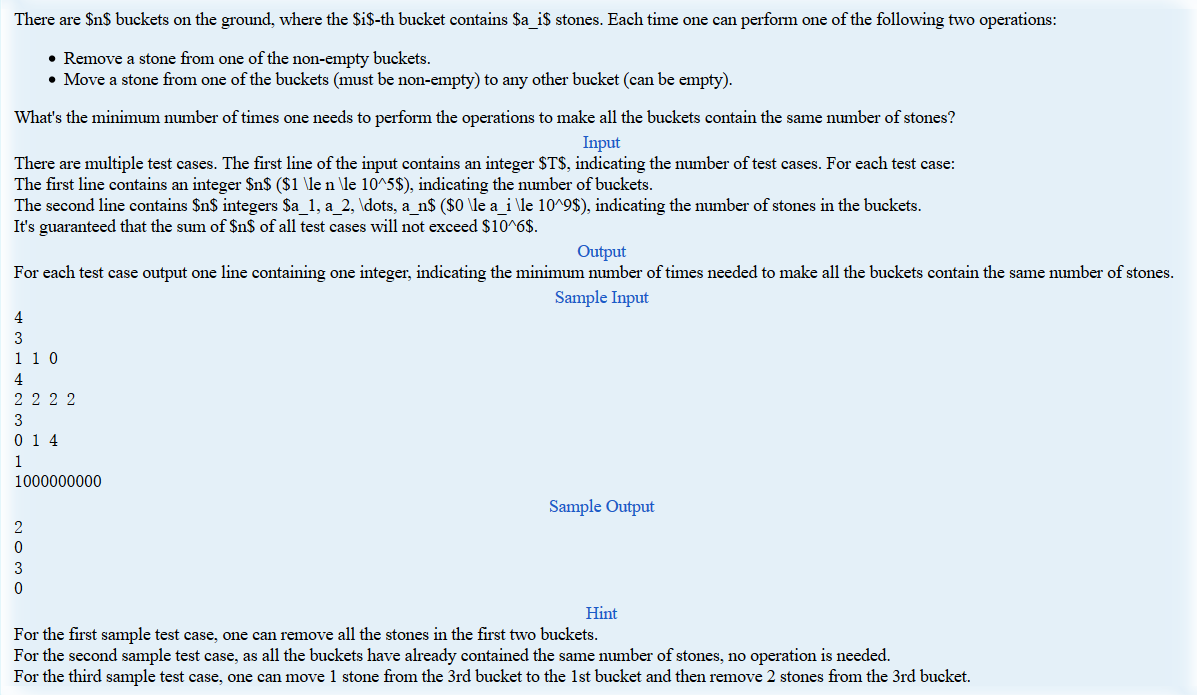 There are $n$ buckets on the ground, where the $i$-th bucket contains $a_i$ stones. Each time one can perform one of the following two operations:
• Remove a stone from one of the non-empty buckets.
• Move a stone from one of the buckets (must be non-empty) to any other bucket (can be empty).
What's the minimum number of times one needs to perform the operations to make all the buckets contain the same number of stones?
Input
There are multiple test cases. The first line of the input contains an integer $T$, indicating the number of test cases. For each test case:
The first line contains an integer $n$ ($1 \le n \le 10^5$), indicating the number of buckets.
The second line contains $n$ integers $a_1, a_2, \dots, a_n$ ($0 \le a_i \le 10^9$), indicating the number of stones in the buckets.
It's guaranteed that the sum of $n$ of all test cases will not exceed $10^6$.
Output
For each test case output one line containing one integer, indicating the minimum number of times needed to make all the buckets contain the same number of stones.
Sample Input
4
3
1 1 0
4
2 2 2 2
3
0 1 4
1
1000000000
Sample Output
2
0
3
0
Hint
For the first sample test case, one can remove all the stones in the first two buckets.
For the second sample test case, as all the buckets have already contained the same number of stones, no operation is needed.
For the third sample test case, one can move 1 stone from the 3rd bucket to the 1st bucket and then remove 2 stones from the 3rd bucket.